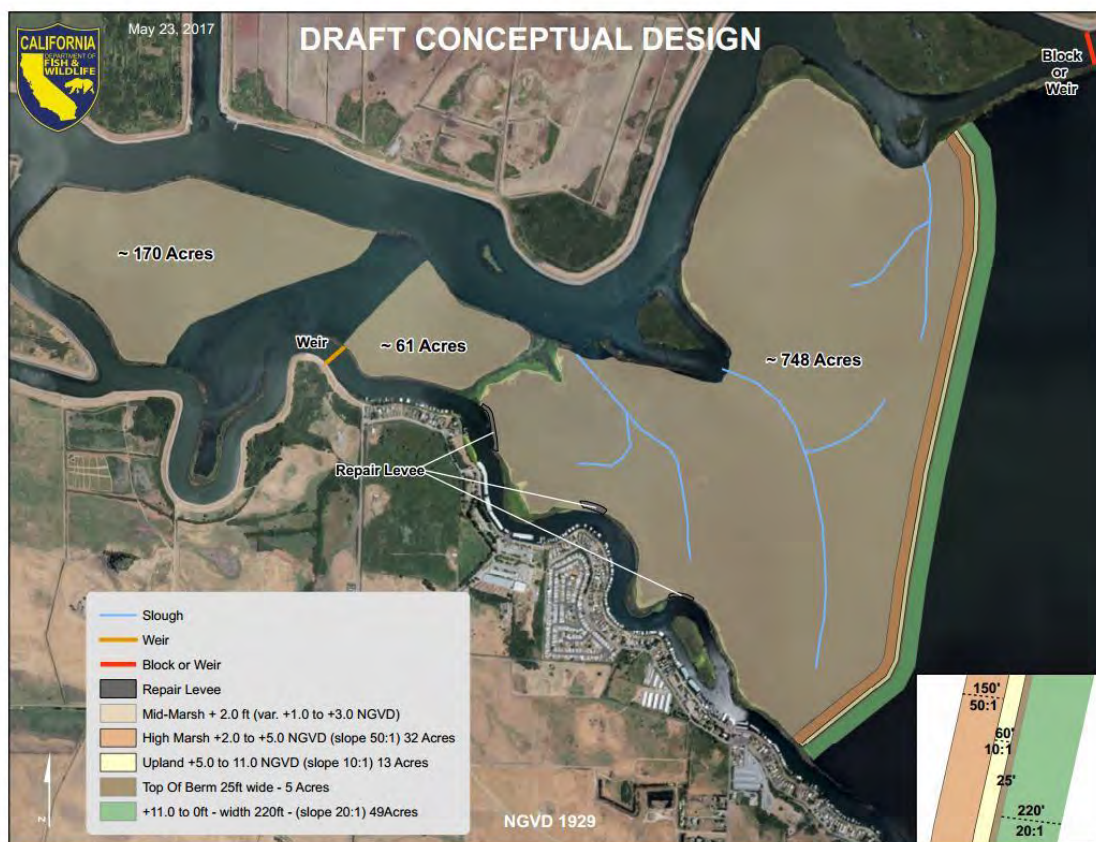 CALIFORNIA
DEPARTMENT OF
FISH &
WILDLIFE
May 23, 2017
DRAFT CONCEPTUAL DESIGN
Block
or
Weir
~ 170 Acres
Weir
~ 61 Acres
~ 748 Acres
Repair Levee
Slough
Weir
Block or Weir
Repair Levee
Mid-Marsh + 2.0 ft (var. +1.0 to +3.0 NGVD)
High Marsh +2.0 to +5.0 NGVD (slope 50:1) 32 Acres
Upland +5.0 to 11.0 NGVD (slope 10:1) 13 Acres
Top Of Berm 25ft wide - 5 Acres
+11.0 to 0ft - width 220ft - (slope 20:1) 49Acres
Z
NGVD 1929
150'
50:1
60'
10:1
25'
220'
20:1